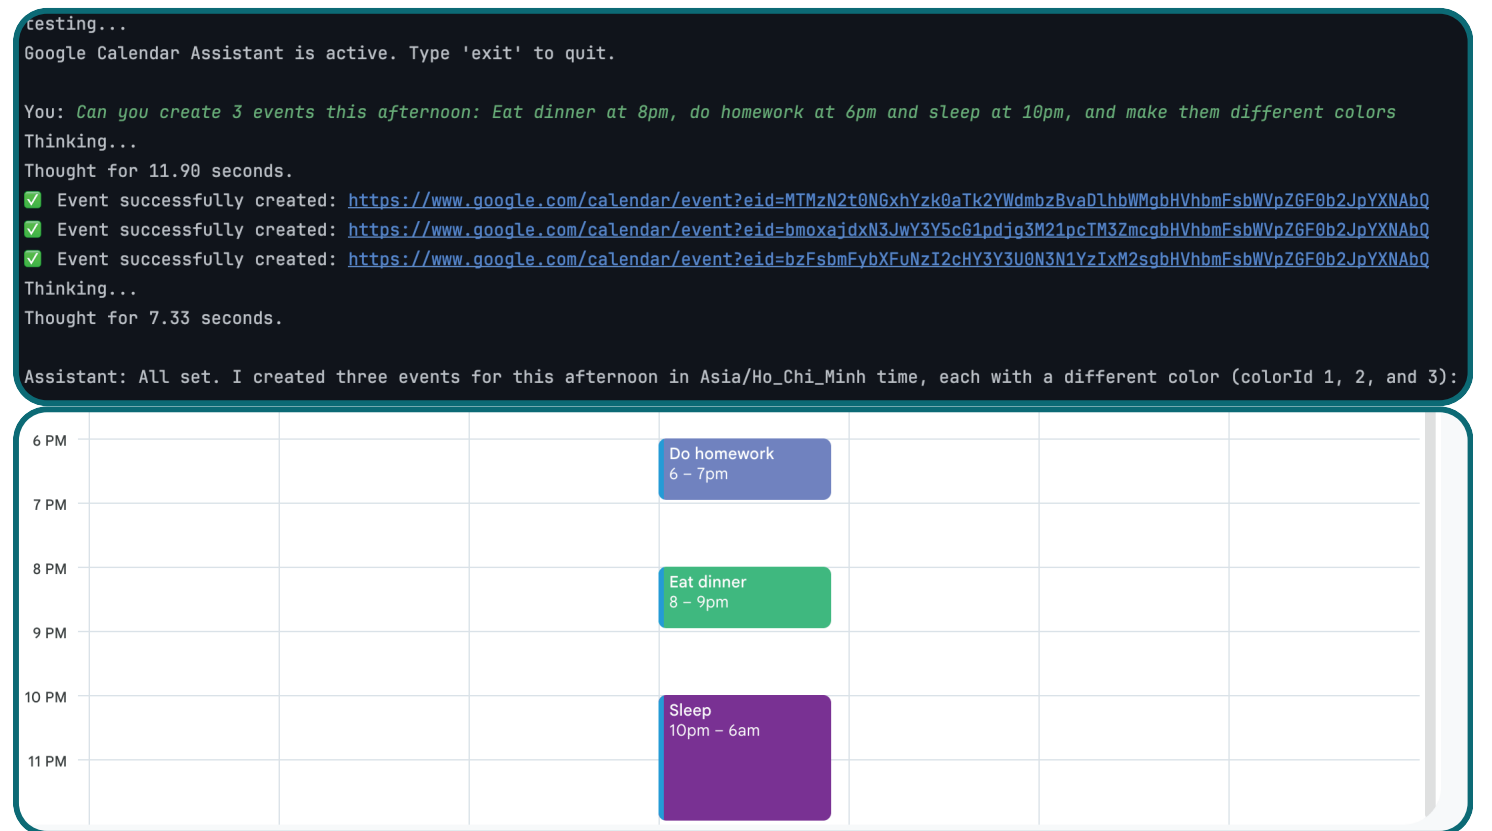 testing...
Google Calendar Assistant is active. Type 'exit' to quit.
You: Can you create 3 events this afternoon: Eat dinner at 8pm, do homework at 6pm and sleep at 10pm, and make them different colors
Thinking...
Thought for 11.90 seconds.
✅ Event successfully created: https://www.google.com/calendar/event?eid=MTMzN2t0NGxhYzk0aTk2YWdmbzBvaDlhbWMgbHVhbmFsbWVpZGF0b2JpYXNAbQ
✅ Event successfully created: https://www.google.com/calendar/event?eid=bmoxajdxN3JwY3Y5cG1pdjg3M21pcTM3ZmcgbHVhbmFsbWVpZGF0b2JpYXNAbQ
✅ Event successfully created: https://www.google.com/calendar/event?eid=bzFsbmFybXFuNzI2cHY3Y3U0N3N1YzIxM2sgbHVhbmFsbWVpZGF0b2JpYXNAbQ
Thinking...
Thought for 7.33 seconds.
Assistant: All set. I created three events for this afternoon in Asia/Ho_Chi_Minh time, each with a different color (colorId 1, 2, and 3):
6 PM
Do homework
6 – 7pm
7 PM
8 PM
Eat dinner
8 – 9pm
9 PM
10 PM
Sleep
10pm – 6am
11 PM